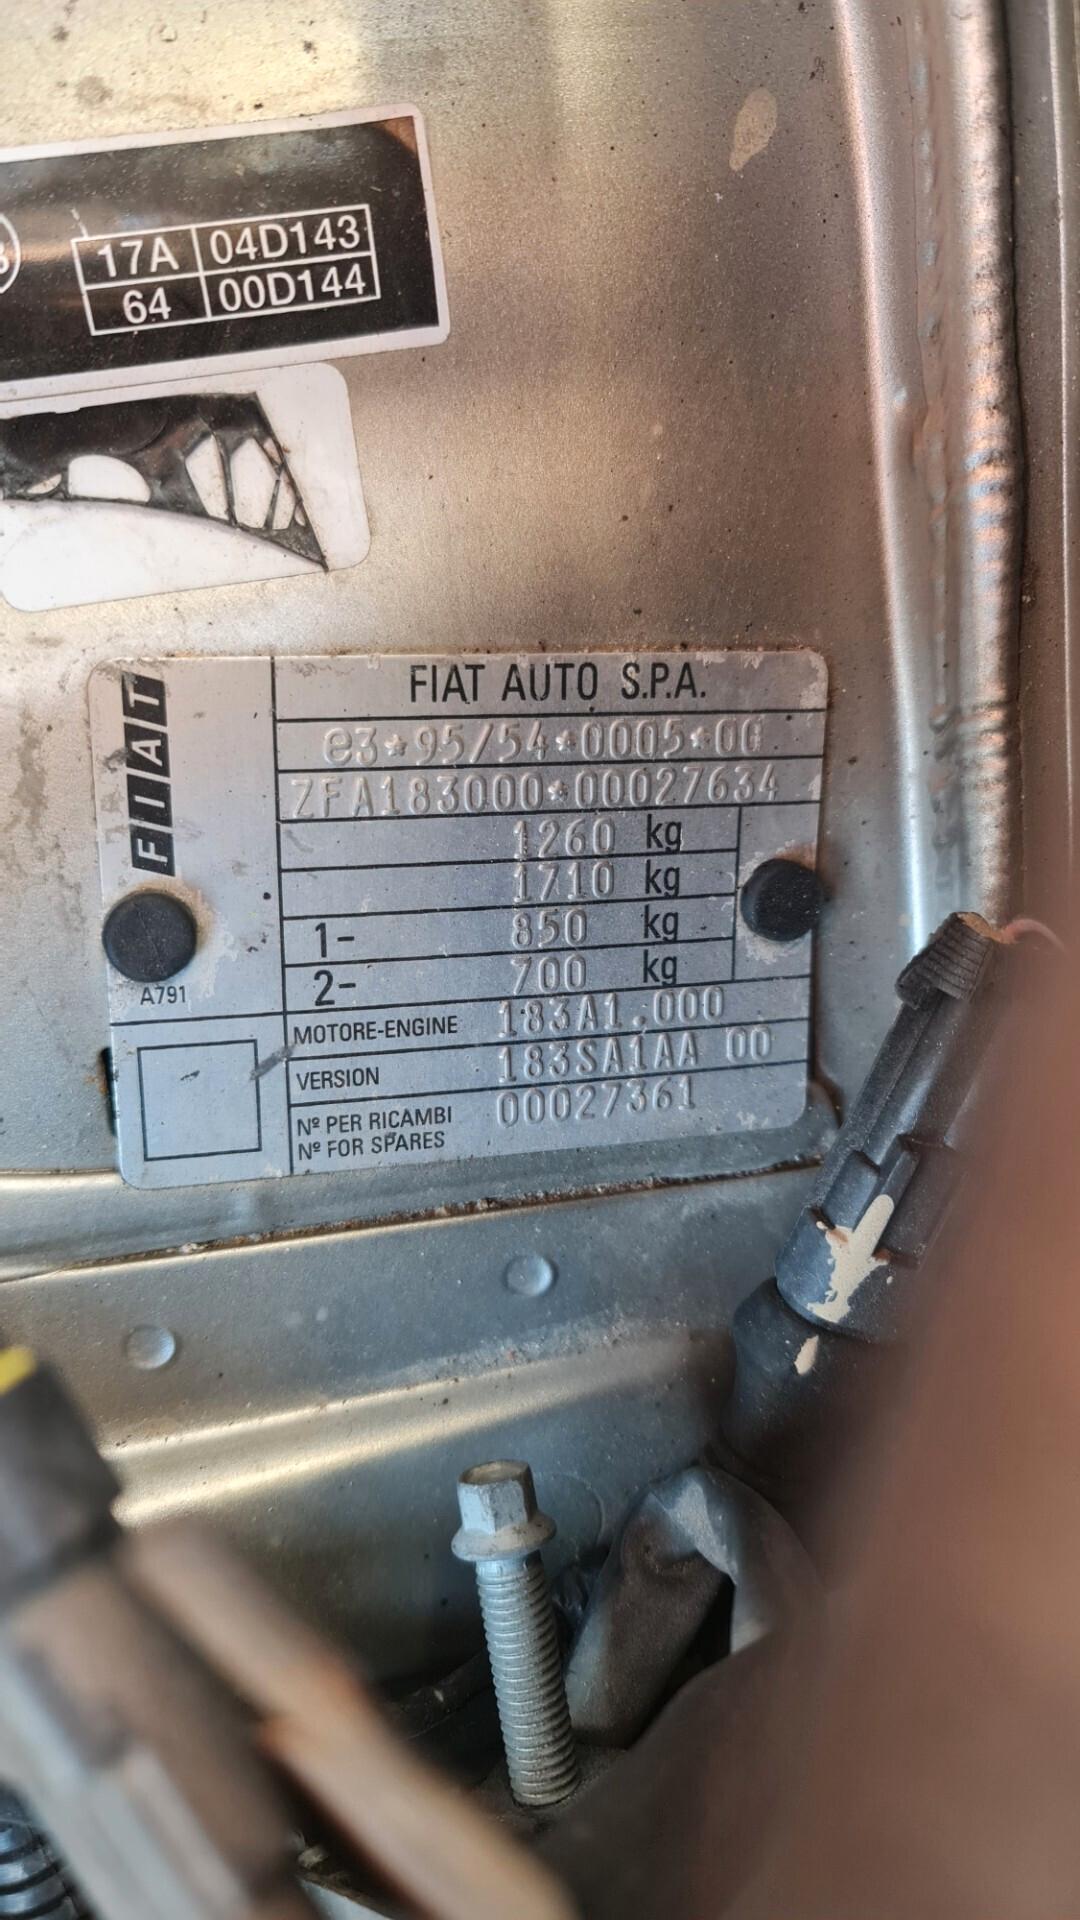 17A 04D143
64 00D144
FIAT
FIAT AUTO S.P.A.
e3*95/54*0005*00
ZFA183000*00027634
1260 kg
1710 kg
1- 850 kg
2- 700 kg
A791
MOTORE-ENGINE 183A1.000
VERSION 183SA1AA 00
Nº PER RICAMBI
Nº FOR SPARES 00027361